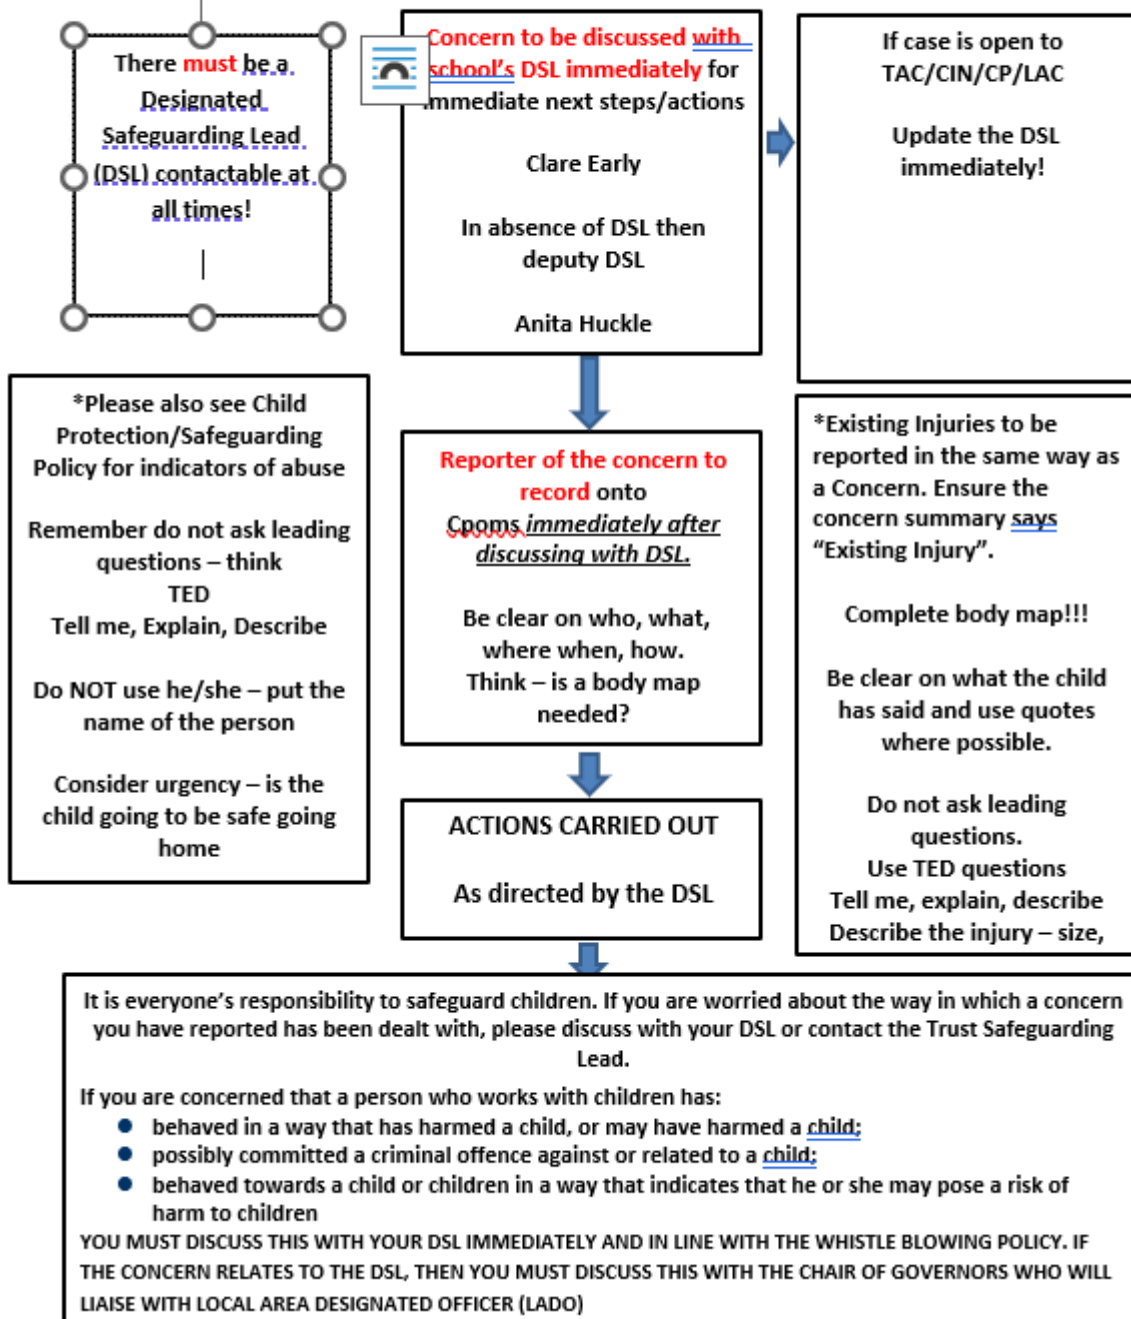 There must be a
Designated
Safeguarding Lead
(DSL) contactable at
all times!
Concern to be discussed with
school's DSL immediately for
immediate next steps/actions
Clare Early
In absence of DSL then
deputy DSL
Anita Huckle
If case is open to
TAC/CIN/CP/LAC
Update the DSL
immediately!
*Please also see Child
Protection/Safeguarding
Policy for indicators of abuse
Remember do not ask leading
questions – think
TED
Tell me, Explain, Describe
Do NOT use he/she – put the
name of the person
Consider urgency – is the
child going to be safe going
home
Reporter of the concern to
record onto
Cpoms immediately after
discussing with DSL.
Be clear on who, what,
where when, how.
Think – is a body map
needed?
*Existing Injuries to be
reported in the same way as
a Concern. Ensure the
concern summary says
“Existing Injury”.
Complete body map!!!
Be clear on what the child
has said and use quotes
where possible.
Do not ask leading
questions.
Use TED questions
Tell me, explain, describe
Describe the injury – size,
ACTIONS CARRIED OUT
As directed by the DSL
It is everyone’s responsibility to safeguard children. If you are worried about the way in which a concern
you have reported has been dealt with, please discuss with your DSL or contact the Trust Safeguarding
Lead.
If you are concerned that a person who works with children has:
● behaved in a way that has harmed a child, or may have harmed a child;
● possibly committed a criminal offence against or related to a child;
● behaved towards a child or children in a way that indicates that he or she may pose a risk of
harm to children
YOU MUST DISCUSS THIS WITH YOUR DSL IMMEDIATELY AND IN LINE WITH THE WHISTLE BLOWING POLICY. IF
THE CONCERN RELATES TO THE DSL, THEN YOU MUST DISCUSS THIS WITH THE CHAIR OF GOVERNORS WHO WILL
LIAISE WITH LOCAL AREA DESIGNATED OFFICER (LADO)